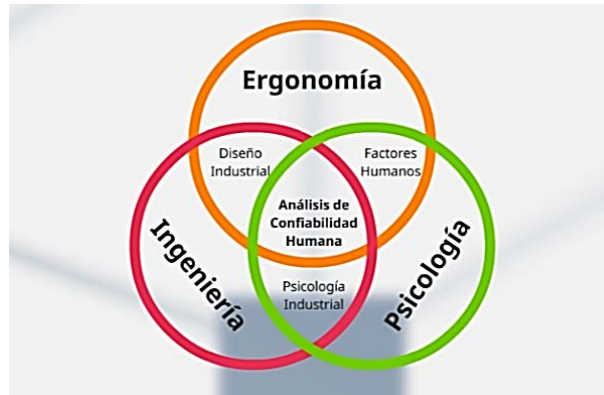 Ergonomía
Diseño
Industrial
Factores
Humanos
Análisis de
Confiabilidad
Humana
Ingeniería
Psicología
Psicología
Industrial